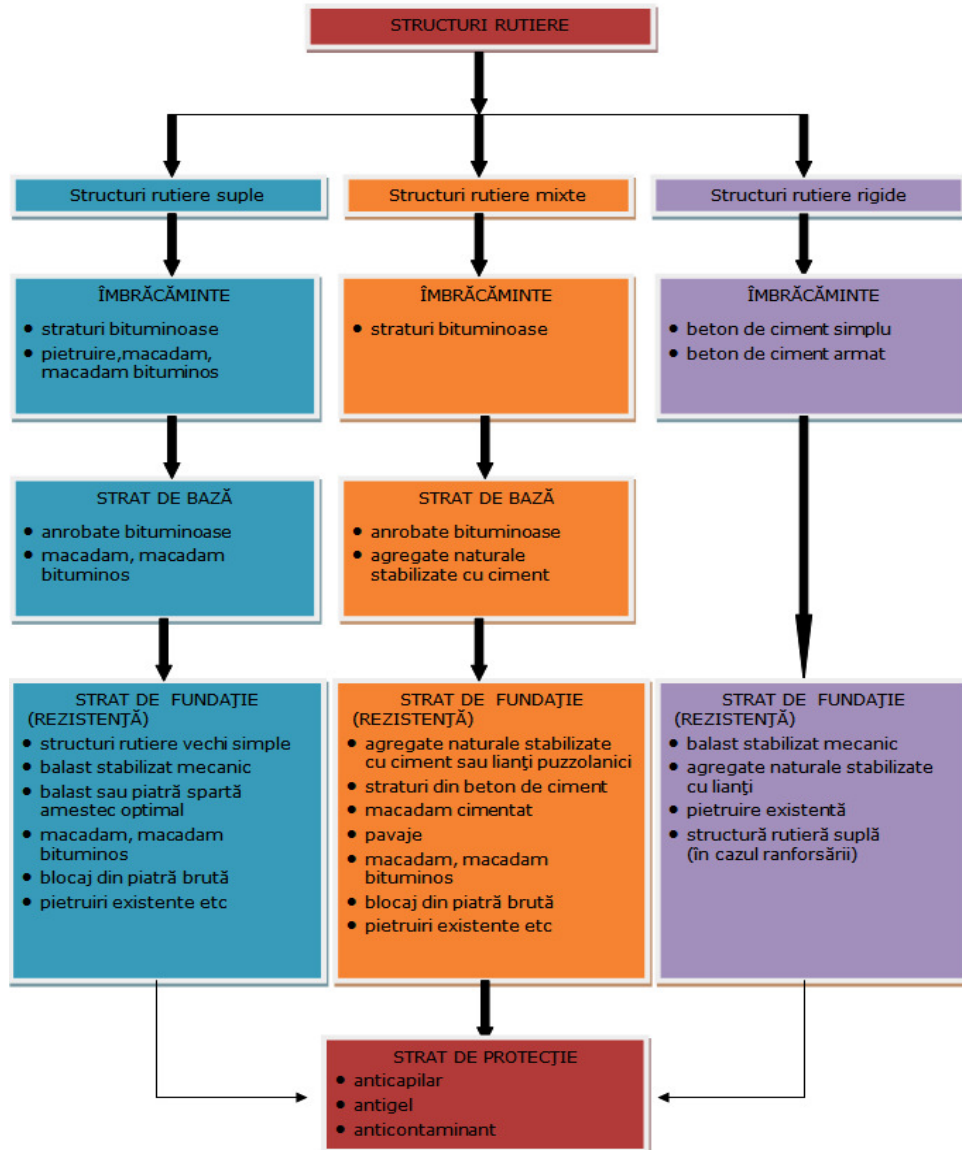 STRUCTURI RUTIERE
Structuri rutiere suple
Structuri rutiere mixte
Structuri rutiere rigide
ÎMBRĂCĂMINTE
• straturi bituminoase
• pietruire,macadam,
macadam bituminos
ÎMBRĂCĂMINTE
• straturi bituminoase
ÎMBRĂCĂMINTE
• beton de ciment simplu
• beton de ciment armat
STRAT DE BAZĂ
• anrobate bituminoase
• macadam, macadam
bituminos
STRAT DE BAZĂ
• anrobate bituminoase
• agregate naturale
stabilizate cu ciment
STRAT DE FUNDAŢIE
(REZISTENŢĂ)
• structuri rutiere vechi simple
• balast stabilizat mecanic
• balast sau piatră spartă
amestec optimal
• macadam, macadam
bituminos
• blocaj din piatră brută
• pietruiri existente etc
STRAT DE FUNDAŢIE
(REZISTENŢĂ)
• agregate naturale stabilizate
cu ciment sau lianţi puzzolanici
• straturi din beton de ciment
• macadam cimentat
• pavaje
• macadam, macadam
bituminos
• blocaj din piatră brută
• pietruiri existente etc
STRAT DE FUNDAŢIE
(REZISTENŢĂ)
• balast stabilizat mecanic
• agregate naturale stabilizate
cu lianţi
• pietruire existentă
• structură rutieră suplă
(în cazul ranforsării)
STRAT DE PROTECŢIE
• anticapilar
• antigel
• anticontaminant